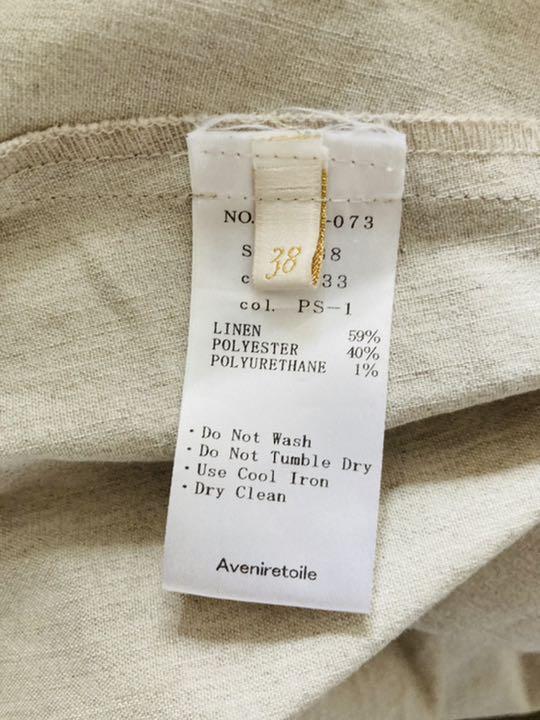 NO. -073
38
33
col. PS-1
LINEN 59%
POLYESTER 40%
POLYURETHANE 1%
・Do Not Wash
・Do Not Tumble Dry
・Use Cool Iron
・Dry Clean
Aveniretoile